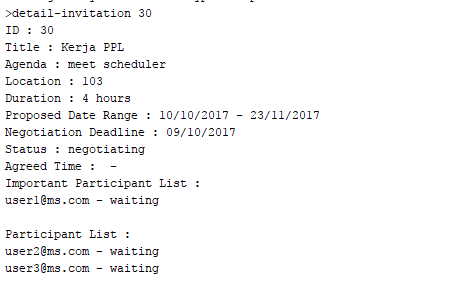 >detail-invitation 30
ID : 30
Title : Kerja PPL
Agenda : meet scheduler
Location : 103
Duration : 4 hours
Proposed Date Range : 10/10/2017 - 23/11/2017
Negotiation Deadline : 09/10/2017
Status : negotiating
Agreed Time :  -
Important Participant List :
user1@ms.com - waiting

Participant List :
user2@ms.com - waiting
user3@ms.com - waiting